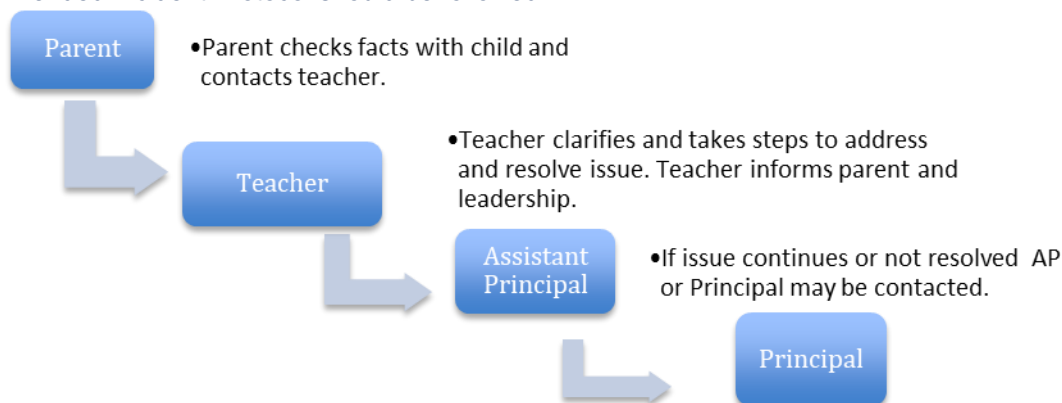 Parent
•Parent checks facts with child and
contacts teacher.
Teacher
•Teacher clarifies and takes steps to address
and resolve issue. Teacher informs parent and
leadership.
Assistant
Principal
•If issue continues or not resolved AP
or Principal may be contacted.
Principal